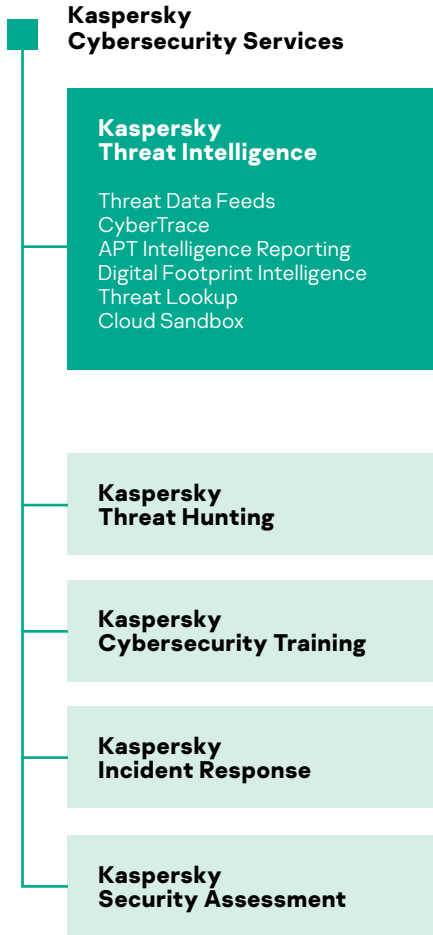 Kaspersky
Cybersecurity Services
Kaspersky
Threat Intelligence
Threat Data Feeds
CyberTrace
APT Intelligence Reporting
Digital Footprint Intelligence
Threat Lookup
Cloud Sandbox
Kaspersky
Threat Hunting
Kaspersky
Cybersecurity Training
Kaspersky
Incident Response
Kaspersky
Security Assessment